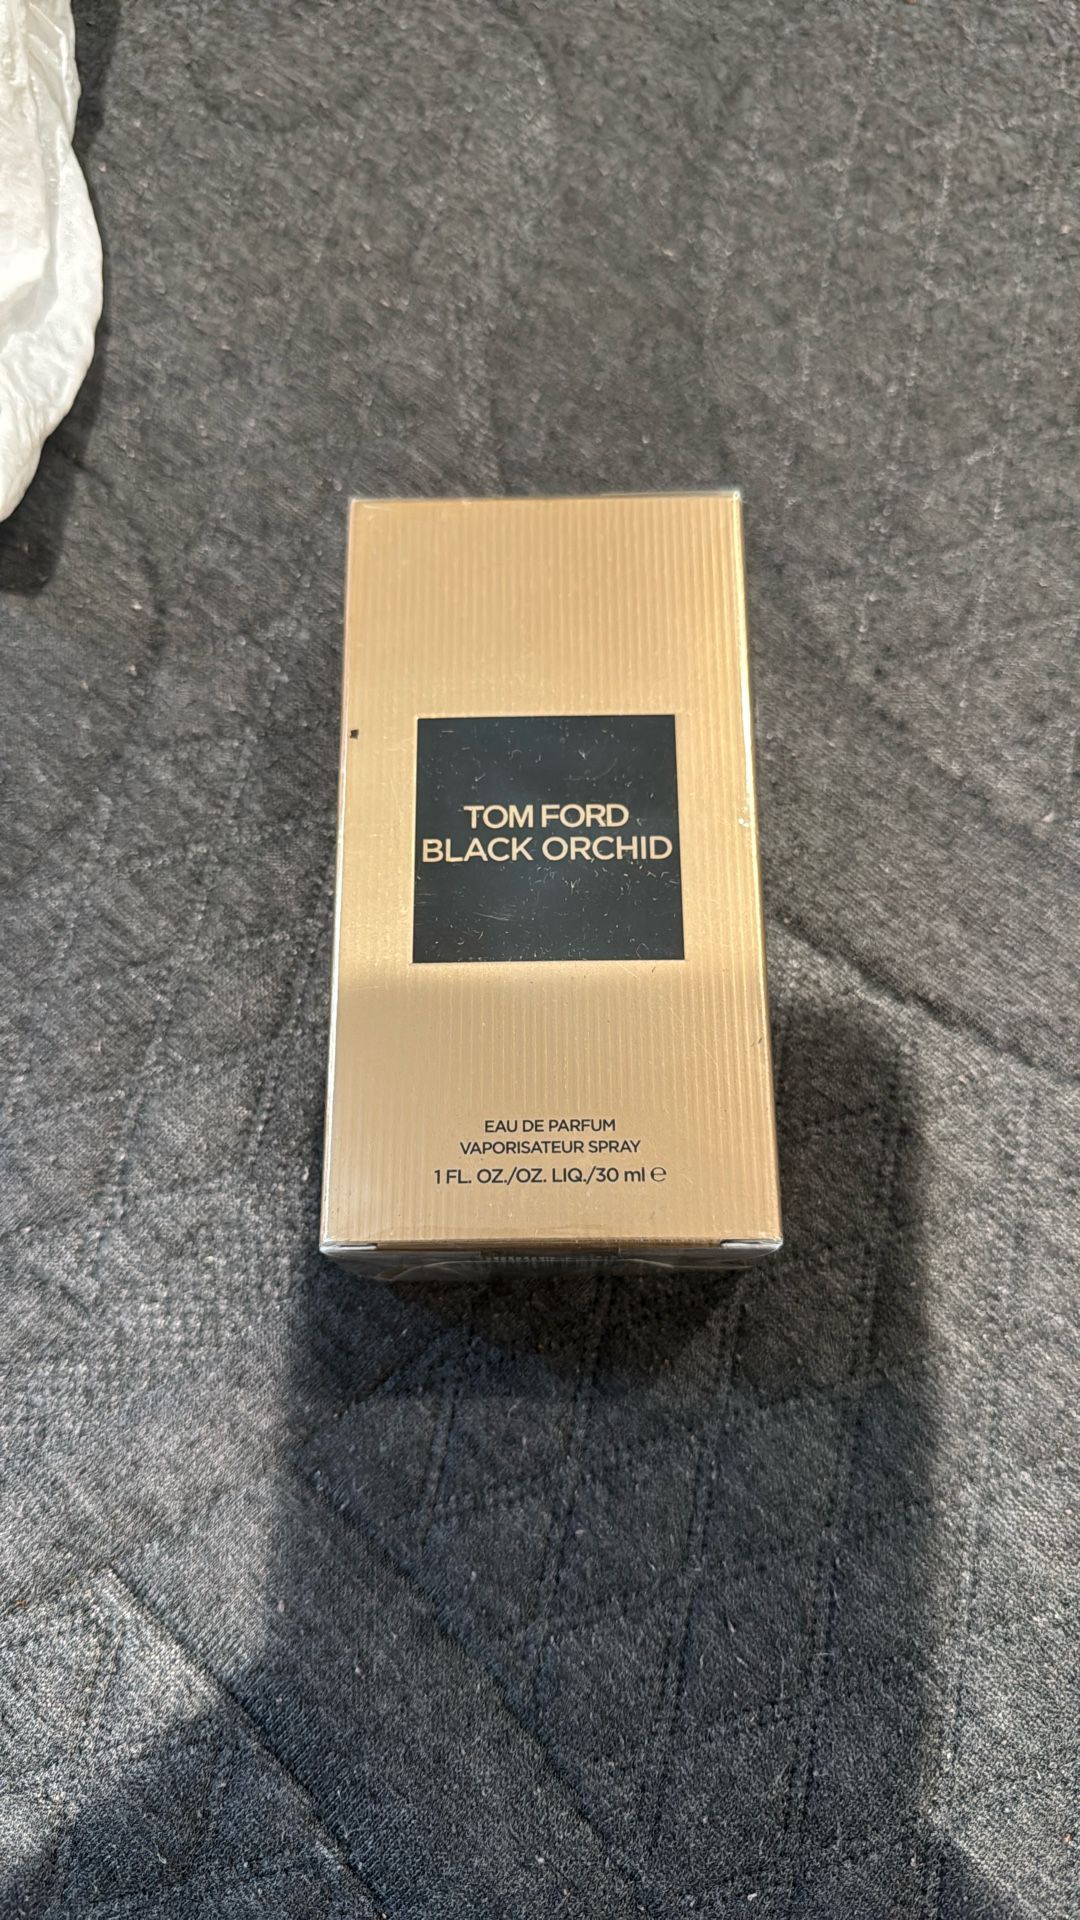 TOM FORD
BLACK ORCHID
EAU DE PARFUM
VAPORISATEUR SPRAY
1 FL. OZ./OZ. LIQ./30 ml ℮